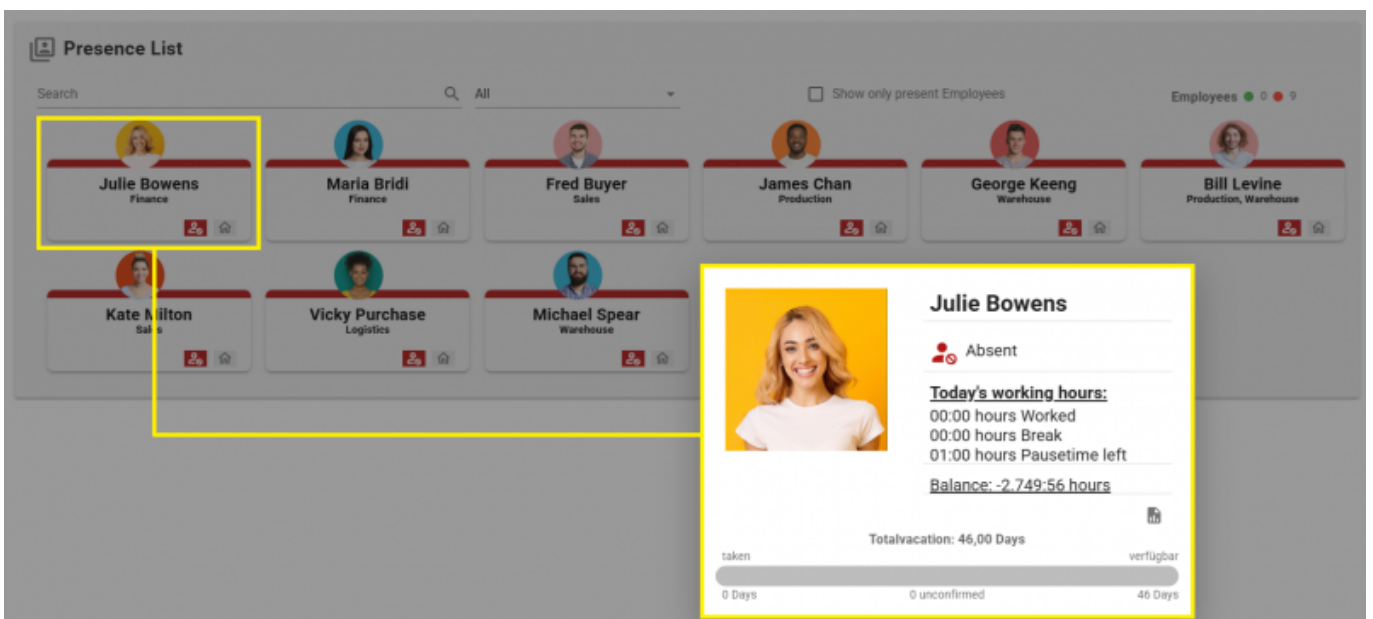 Presence List
Search All Show only present Employees Employees 0 9
Julie Bowens Maria Bridi Fred Buyer James Chan George Keeng Bill Levine
Finance Finance Sales Production Warehouse Production, Warehouse
Kate Milton Vicky Purchase Michael Spear
Sales Logistics Warehouse
Julie Bowens
Absent
Today's working hours:
00:00 hours Worked
00:00 hours Break
01:00 hours Pausetime left
Balance: -2.749:56 hours
Totalvacation: 46,00 Days
taken verfügbar
0 Days 0 unconfirmed 46 Days